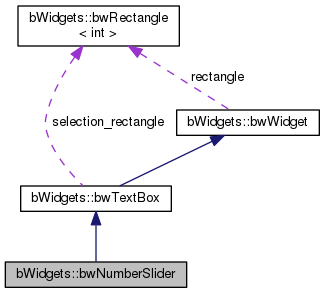 bWidgets::bwRectangle
< int >
rectangle
selection_rectangle
bWidgets::bwWidget
bWidgets::bwTextBox
bWidgets::bwNumberSlider